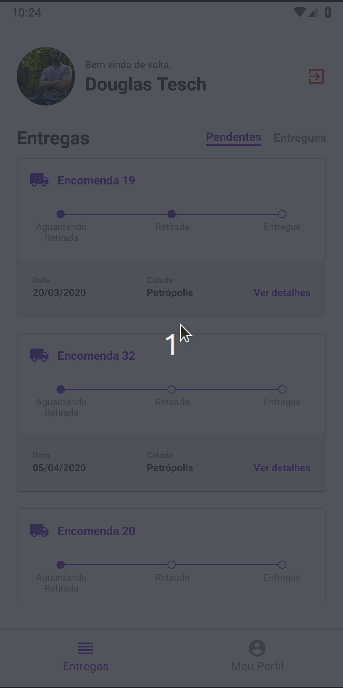 10:24
Bem vindo de volta,
Douglas Tesch
Entregas
Pendentes
Entregues
Encomenda 19
Aguardando
Retirada
Retirada
Entregue
Data
Cidade
20/03/2020
Petrópolis
Ver detalhes
1
Encomenda 32
Aguardando
Retirada
Retirada
Entregue
Data
Cidade
05/04/2020
Petrópolis
Ver detalhes
Encomenda 20
Aguardando
Retirada
Retirada
Entregue
Entregas
Meu Perfil